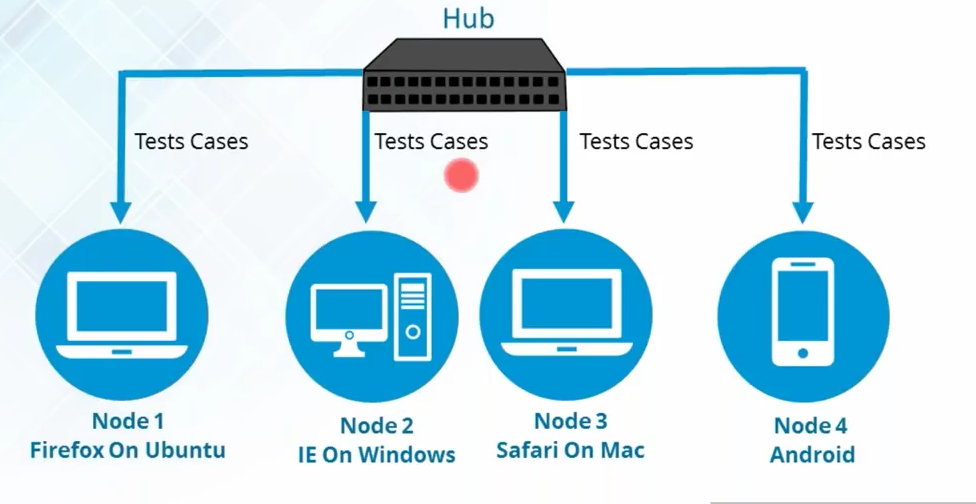 Hub
Tests Cases
Tests Cases
Tests Cases
Tests Cases
Node 1
Firefox On Ubuntu
Node 2
IE On Windows
Node 3
Safari On Mac
Node 4
Android